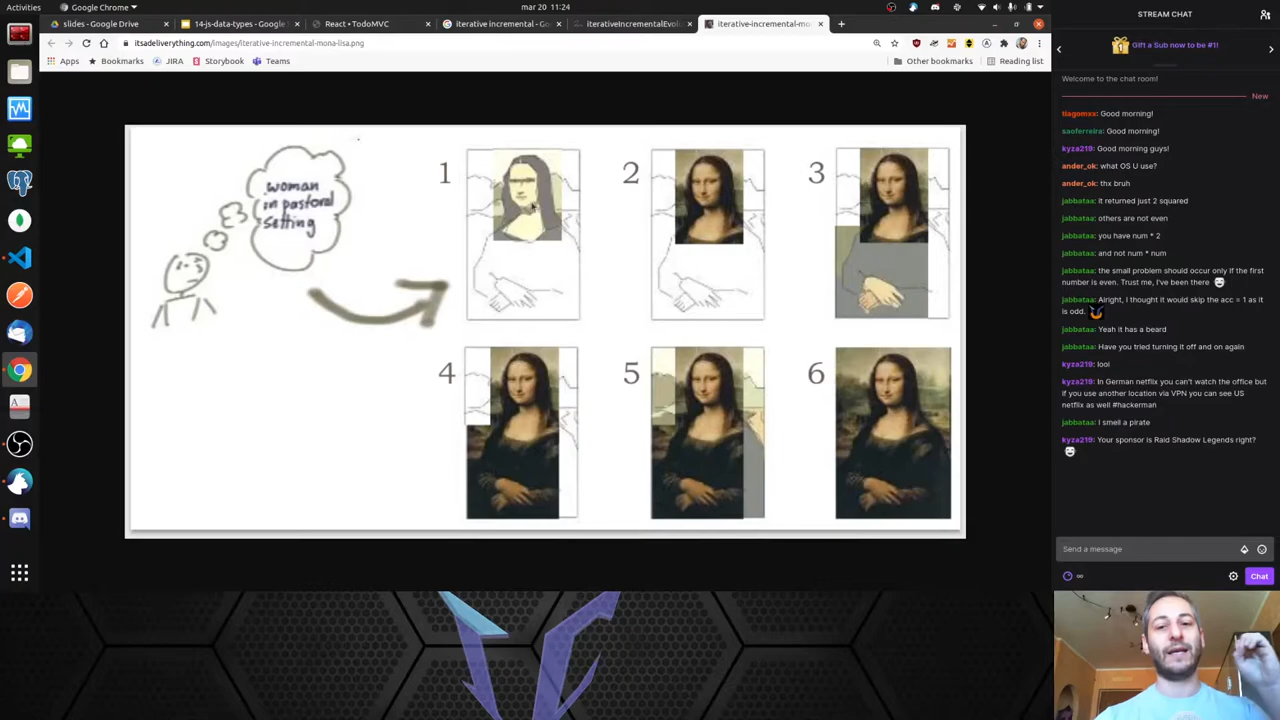 Activities
Google Chrome
mar 20 11:24
STREAM CHAT
slides - Google Drive
14-js-data-types - Google S
React • TodoMVC
iterative incremental - Goo
iterativeIncrementalEvolu
iterative-incremental-mo
itsadeliverything.com/images/iterative-incremental-mona-lisa.png
Gift a Sub now to be #1!
Apps
Bookmarks
JIRA
Storybook
Teams
Other bookmarks
Reading list
Welcome to the chat room!
New
tiagomxx: Good morning!
saoferreira: Good morning!
kyza219: Good morning guys!
ander_ok: what OS U use?
ander_ok: thx bruh
jabbataa: it returned just 2 squared
jabbataa: others are not even
jabbataa: you have num * 2
jabbataa: and not num * num
jabbataa: the small problem should occur only if the first
number is even. Trust me, I've been there
jabbataa: Alright, I thought it would skip the acc = 1 as it
is odd.
jabbataa: Yeah it has a beard
jabbataa: Have you tried turning it off and on again
kyza219: lool
kyza219: In German netflix you can't watch the office but
if you use another location via VPN you can see US
netflix as well #hackerman
jabbataa: I smell a pirate
kyza219: Your sponsor is Raid Shadow Legends right?
woman
in pastoral
setting
1
2
3
4
5
6
Send a message
∞
Chat